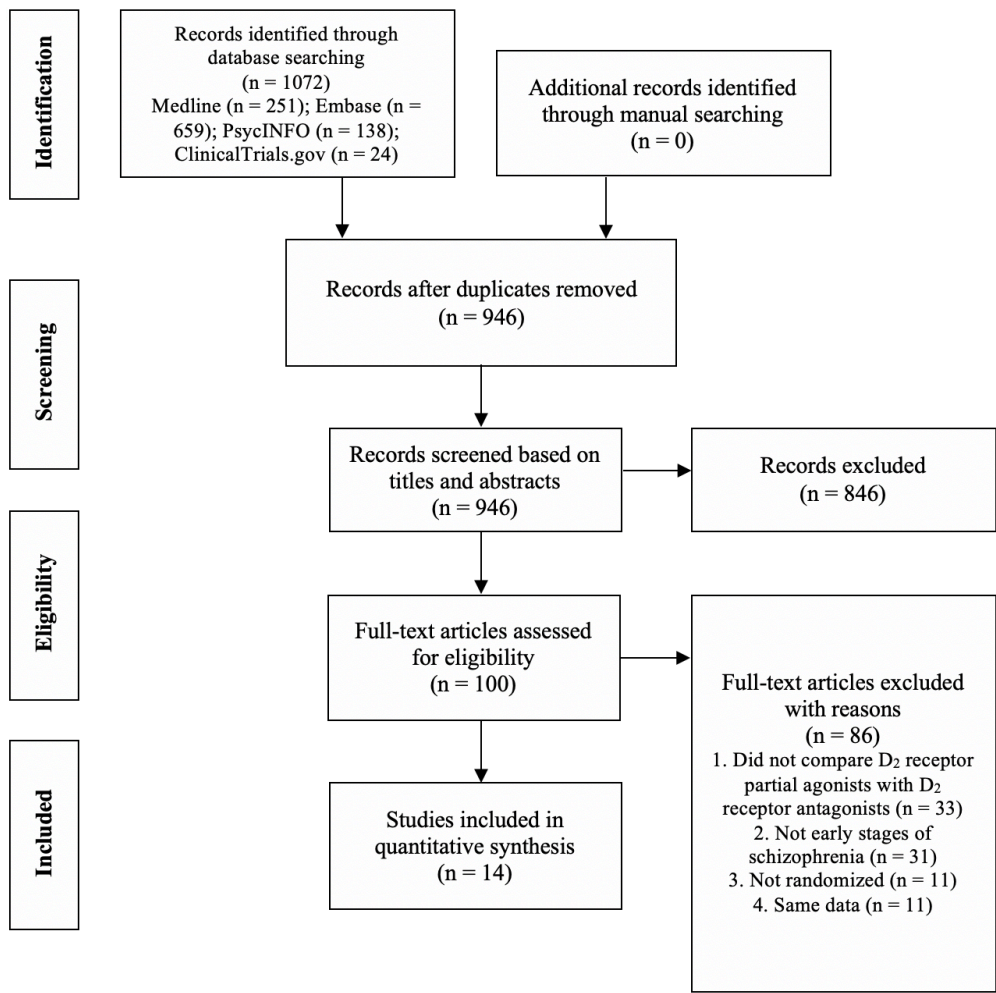 Identification
Records identified through
database searching
(n = 1072)
Medline (n = 251); Embase (n =
659); PsycINFO (n = 138);
ClinicalTrials.gov (n = 24)
Additional records identified
through manual searching
(n = 0)
Records after duplicates removed
(n = 946)
Screening
Records screened based on
titles and abstracts
(n = 946)
Records excluded
(n = 846)
Eligibility
Full-text articles assessed
for eligibility
(n = 100)
Full-text articles excluded
with reasons
(n = 86)
1. Did not compare D₂ receptor
partial agonists with D₂
receptor antagonists (n = 33)
2. Not early stages of
schizophrenia (n = 31)
3. Not randomized (n = 11)
4. Same data (n = 11)
Included
Studies included in
quantitative synthesis
(n = 14)